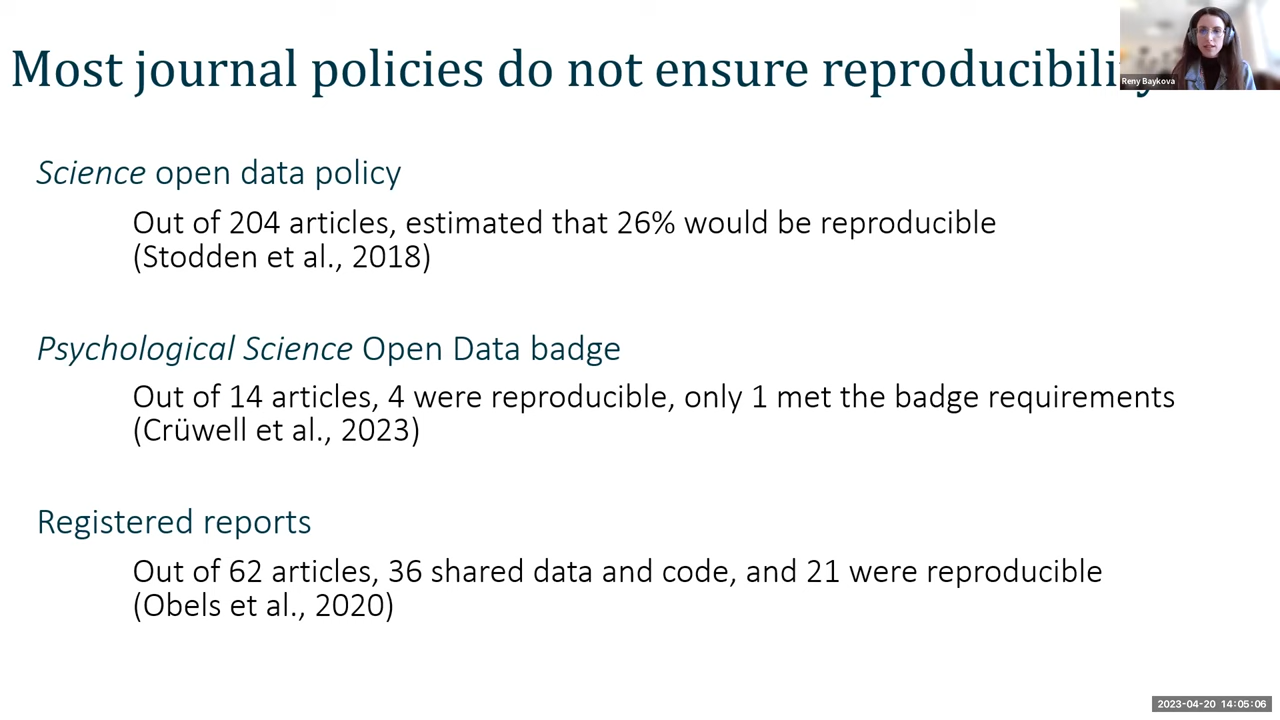 Most journal policies do not ensure reproducibility
Reny Baykova
Science open data policy
Out of 204 articles, estimated that 26% would be reproducible
(Stodden et al., 2018)
Psychological Science Open Data badge
Out of 14 articles, 4 were reproducible, only 1 met the badge requirements
(Crüwell et al., 2023)
Registered reports
Out of 62 articles, 36 shared data and code, and 21 were reproducible
(Obels et al., 2020)
2023-04-20 14:05:06